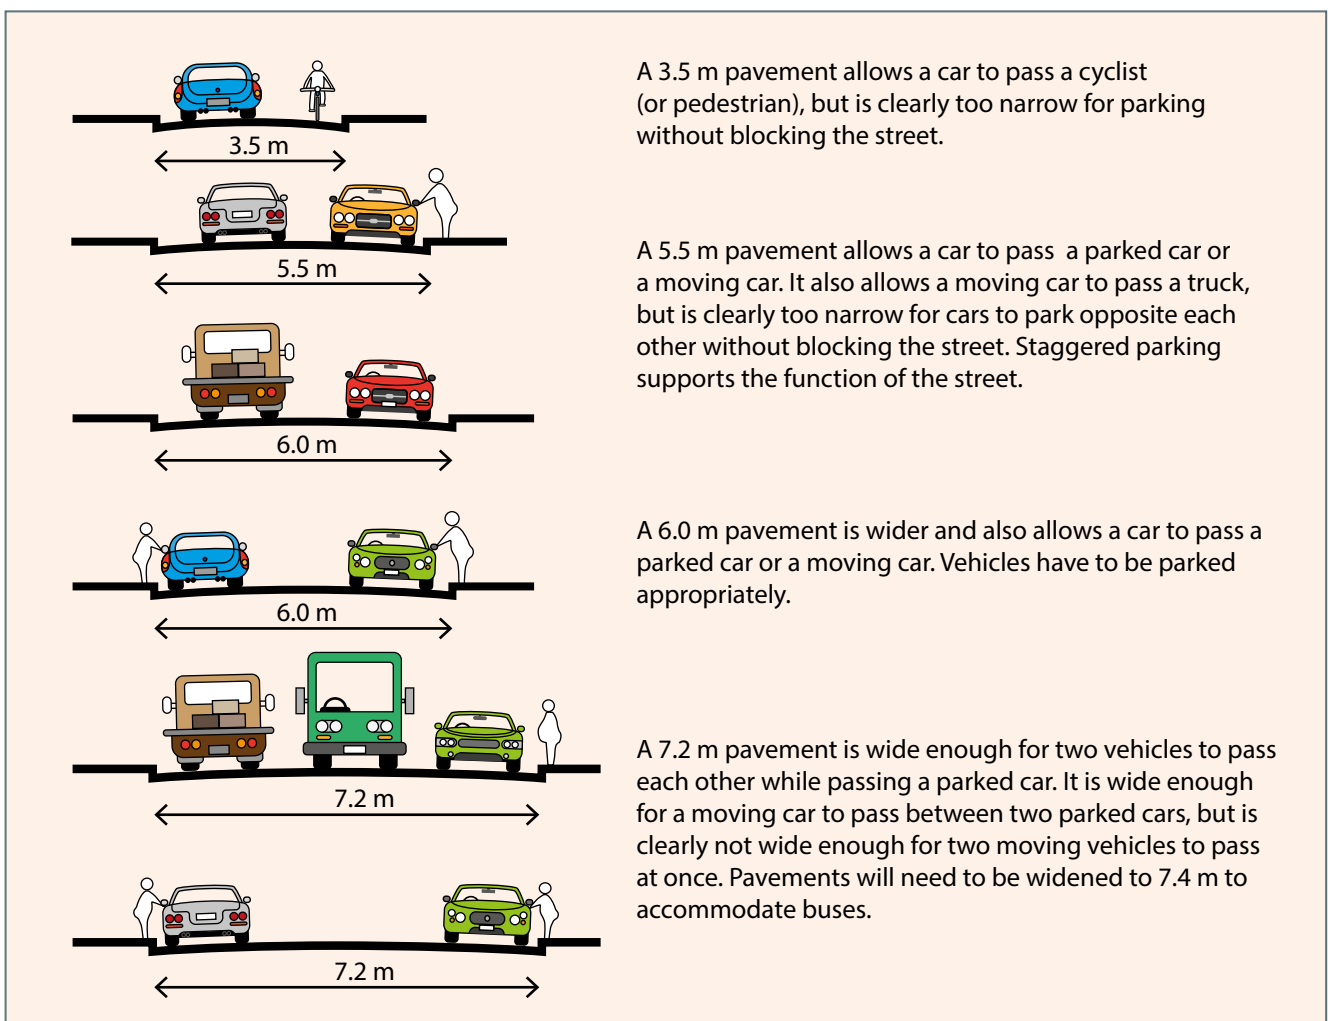 A 3.5 m pavement allows a car to pass a cyclist
(or pedestrian), but is clearly too narrow for parking
without blocking the street.
3.5 m
A 5.5 m pavement allows a car to pass a parked car or
a moving car. It also allows a moving car to pass a truck,
but is clearly too narrow for cars to park opposite each
other without blocking the street. Staggered parking
supports the function of the street.
5.5 m
6.0 m
A 6.0 m pavement is wider and also allows a car to pass a
parked car or a moving car. Vehicles have to be parked
appropriately.
6.0 m
A 7.2 m pavement is wide enough for two vehicles to pass
each other while passing a parked car. It is wide enough
for a moving car to pass between two parked cars, but is
clearly not wide enough for two moving vehicles to pass
at once. Pavements will need to be widened to 7.4 m to
accommodate buses.
7.2 m
7.2 m